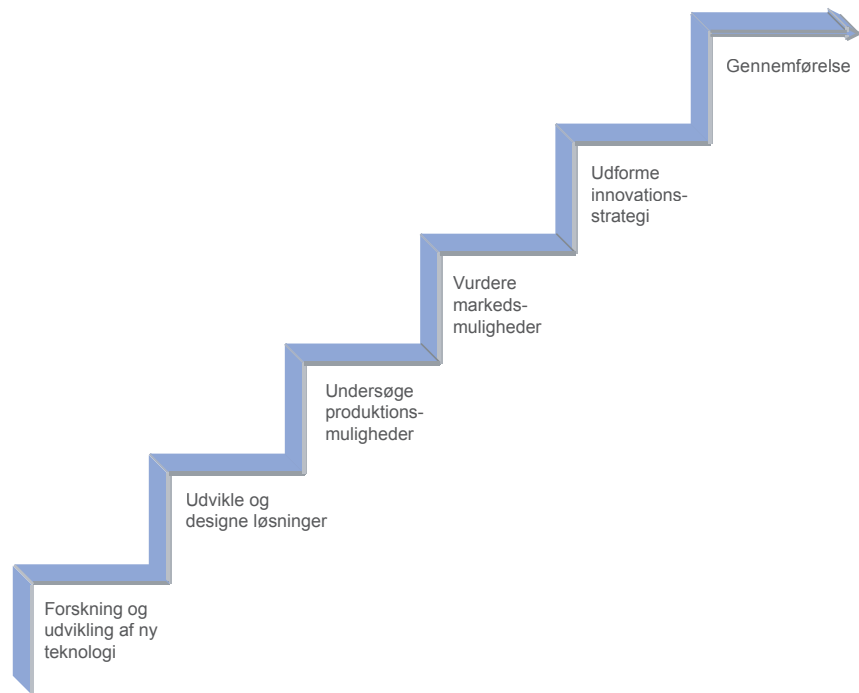 Gennemførelse
Udforme
innovations-
strategi
Vurdere
markeds-
muligheder
Undersøge
produktions-
muligheder
Udvikle og
designe løsninger
Forskning og
udvikling af ny
teknologi